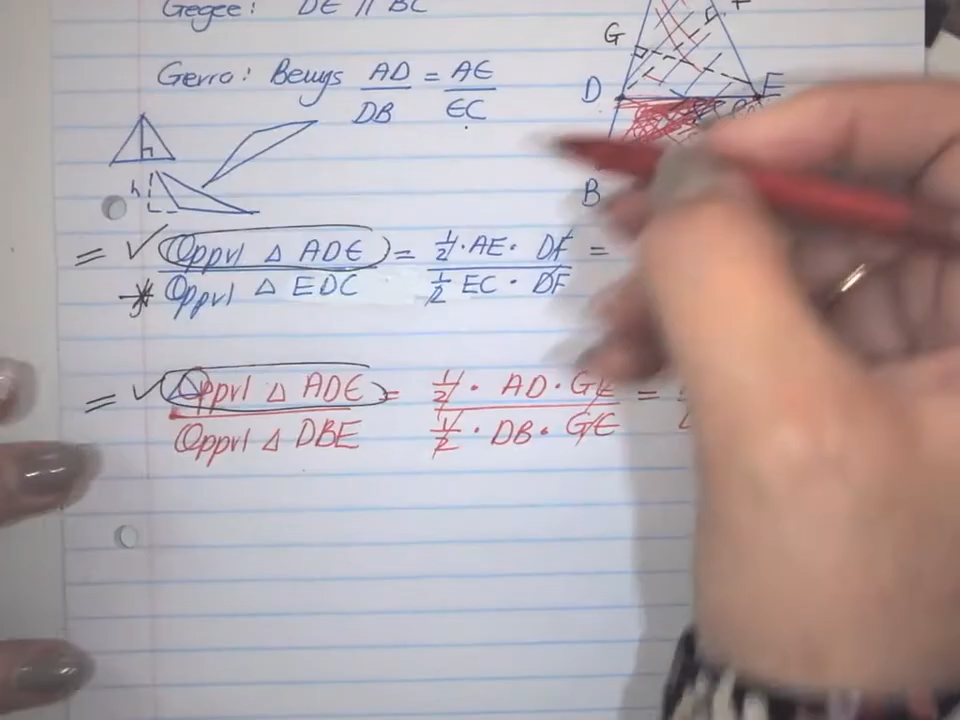 Gegee: DE // BC
Gevra: Bewys AD/DB = AE/EC
G
D
E
B
h
h
= ✓ Oppvl △ ADE / Oppvl △ EDC = ½ · AE · DF / ½ EC · DF =
= ✓ Oppvl △ ADE / Oppvl △ DBE = ½ · AD · GE / ½ · DB · GE =